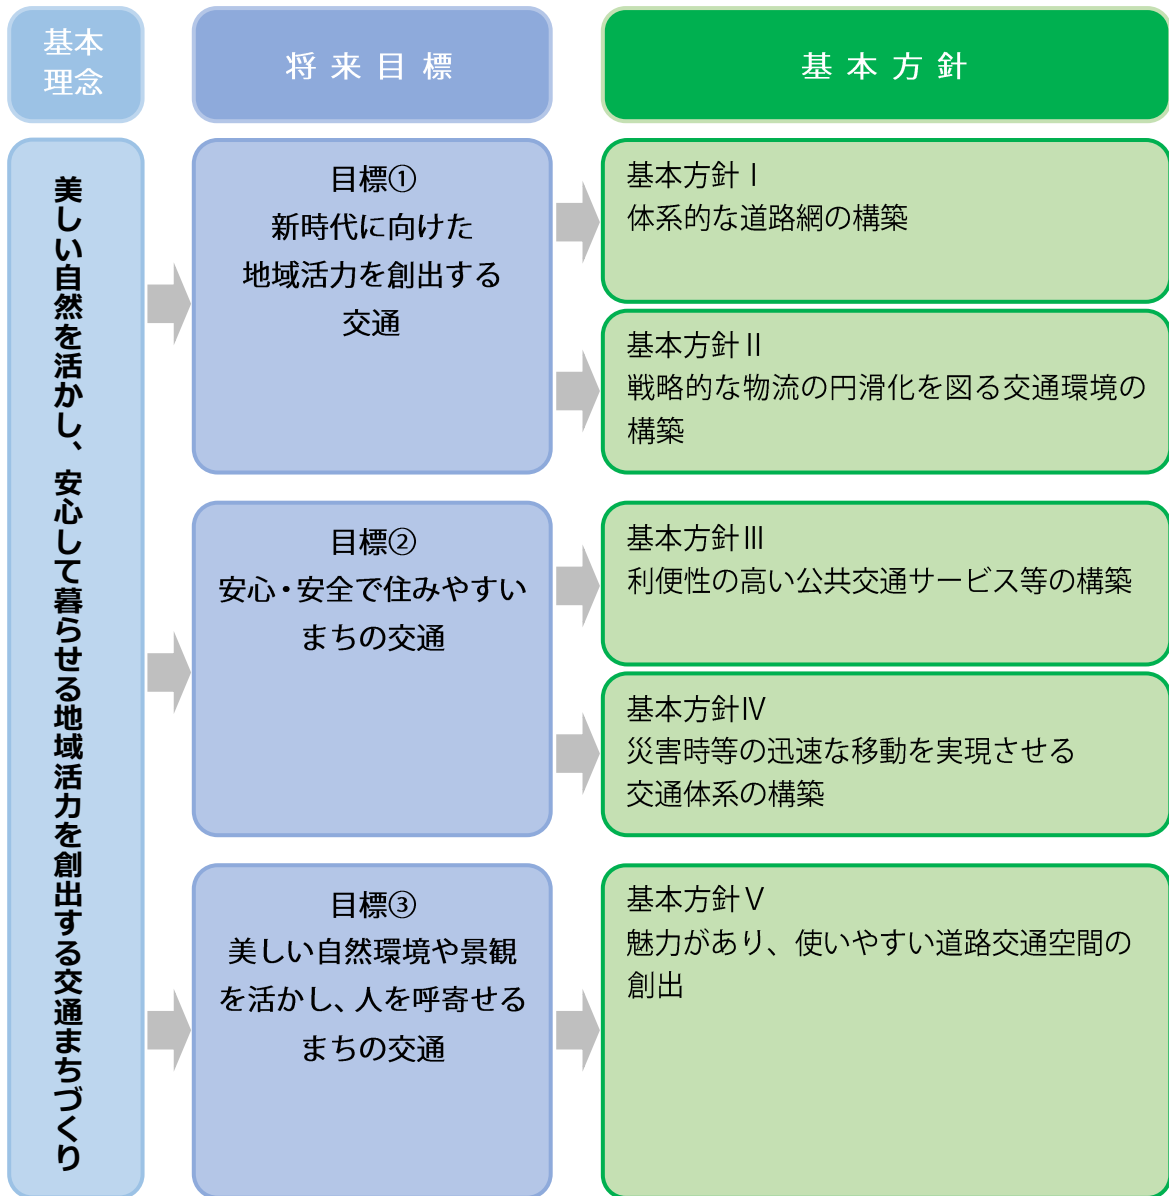 基本
理念
将来目標
基本方針
美しい自然を活かし、安心して暮らせる地域活力を創出する交通まちづくり
目標①
新時代に向けた
地域活力を創出する
交通
基本方針Ⅰ
体系的な道路網の構築
基本方針Ⅱ
戦略的な物流の円滑化を図る交通環境の
構築
目標②
安心・安全で住みやすい
まちの交通
基本方針Ⅲ
利便性の高い公共交通サービス等の構築
基本方針Ⅳ
災害時等の迅速な移動を実現させる
交通体系の構築
目標③
美しい自然環境や景観
を活かし、人を呼寄せる
まちの交通
基本方針Ⅴ
魅力があり、使いやすい道路交通空間の
創出